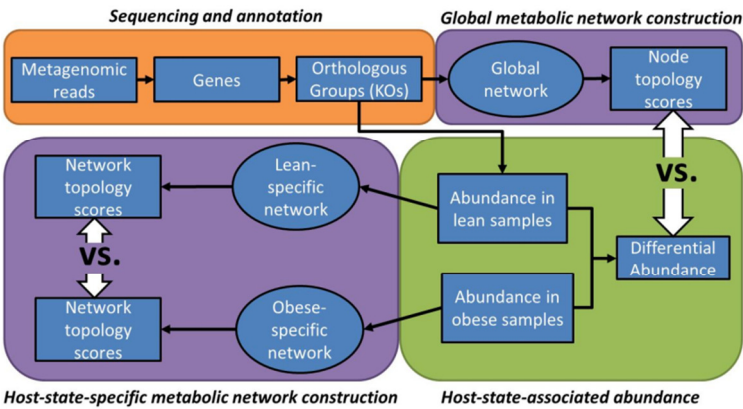 Sequencing and annotation
Global metabolic network construction
Metagenomic
reads
Genes
Orthologous
Groups (KOs)
Global
network
Node
topology
scores
Network
topology
scores
Lean-
specific
network
Abundance in
lean samples
vs.
vs.
Differential
Abundance
Network
topology
scores
Obese-
specific
network
Abundance in
obese samples
Host-state-specific metabolic network construction
Host-state-associated abundance